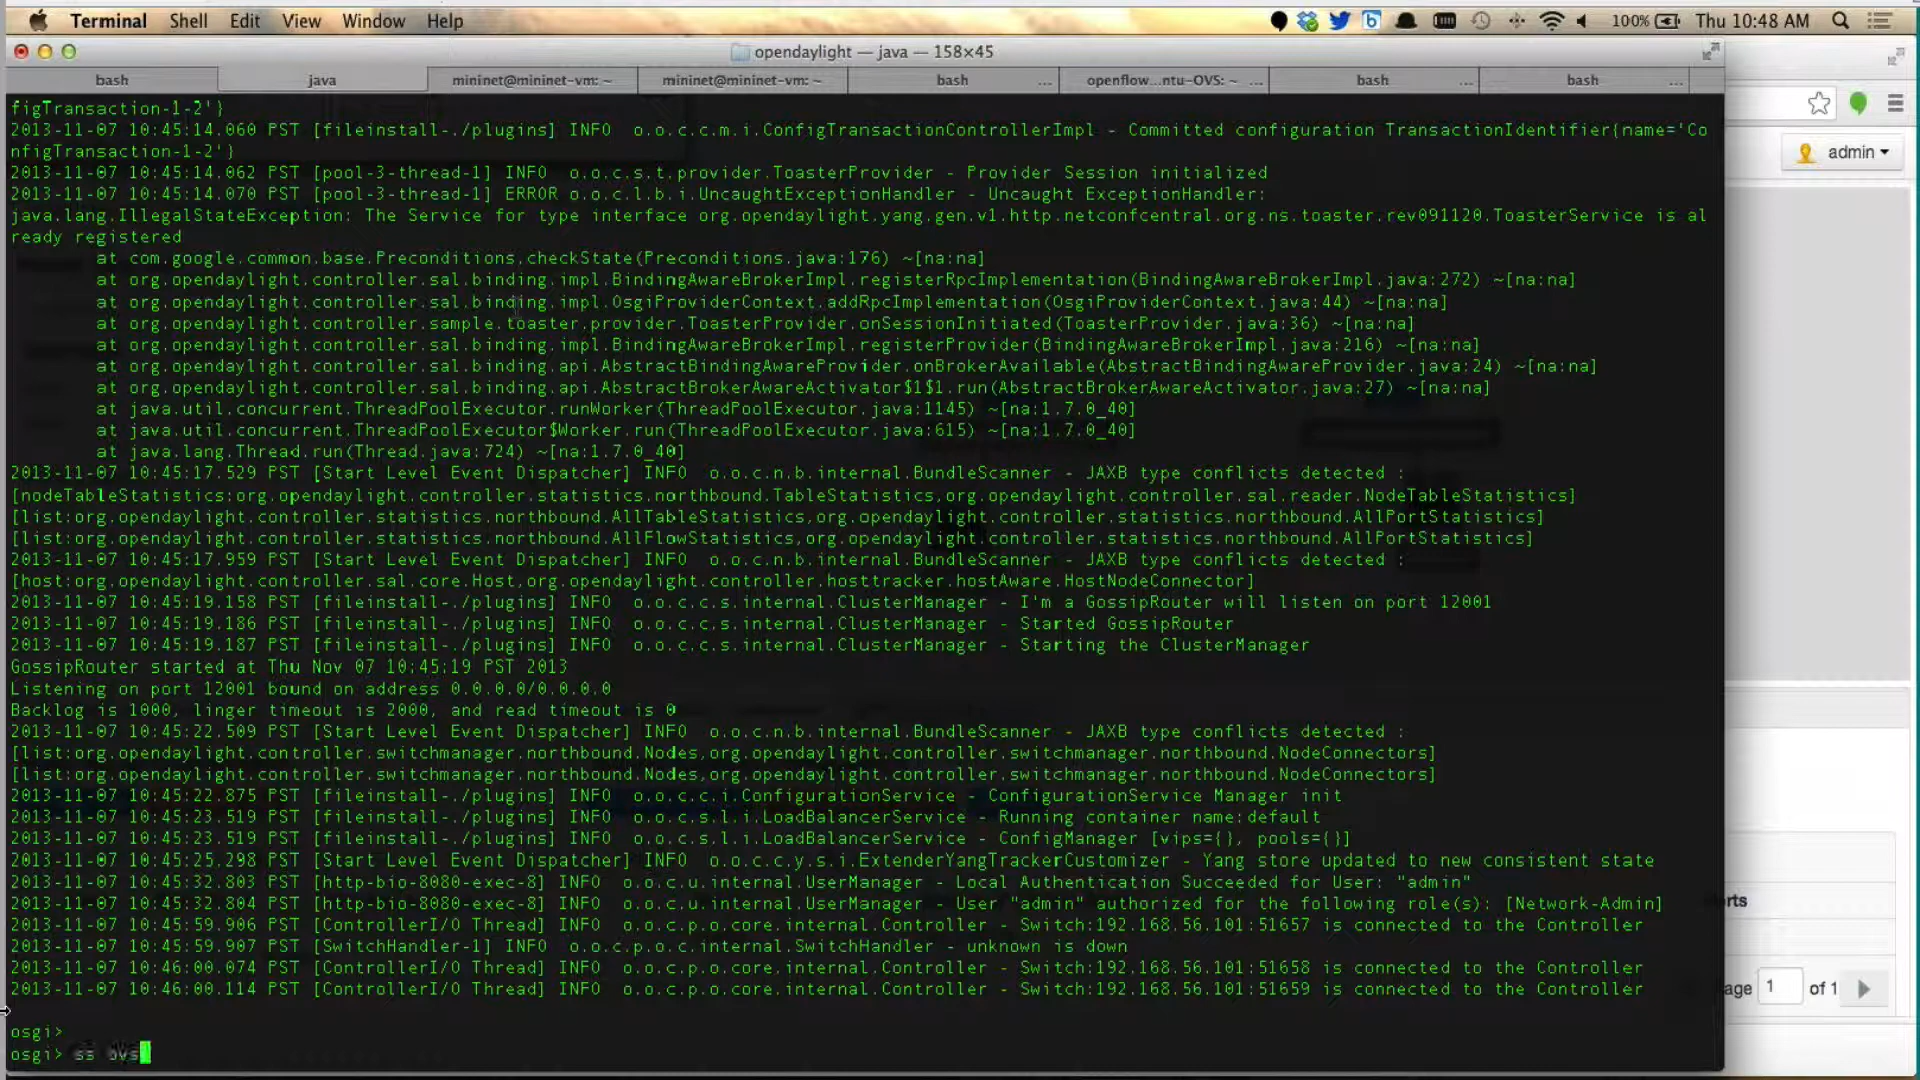 Terminal Shell Edit View Window Help 100% Thu 10:48 AM
opendaylight — java — 158×45
bash java mininet@mininet-vm: ~ mininet@mininet-vm: ~ bash ... openflow...ntu-OVS: ~ ... bash ... bash ...
admin
figTransaction-1-2'}
2013-11-07 10:45:14.060 PST [fileinstall-./plugins] INFO o.o.c.c.m.i.ConfigTransactionControllerImpl - Committed configuration TransactionIdentifier{name='Co
nfigTransaction-1-2'}
2013-11-07 10:45:14.062 PST [pool-3-thread-1] INFO o.o.c.s.t.provider.ToasterProvider - Provider Session initialized
2013-11-07 10:45:14.070 PST [pool-3-thread-1] ERROR o.o.c.l.b.i.UncaughtExceptionHandler - Uncaught ExceptionHandler:
java.lang.IllegalStateException: The Service for type interface org.opendaylight.yang.gen.v1.http.netconfcentral.org.ns.toaster.rev091120.ToasterService is al
ready registered
at com.google.common.base.Preconditions.checkState(Preconditions.java:176) ~[na:na]
at org.opendaylight.controller.sal.binding.impl.BindingAwareBrokerImpl.registerRpcImplementation(BindingAwareBrokerImpl.java:272) ~[na:na]
at org.opendaylight.controller.sal.binding.impl.OsgiProviderContext.addRpcImplementation(OsgiProviderContext.java:44) ~[na:na]
at org.opendaylight.controller.sample.toaster.provider.ToasterProvider.onSessionInitiated(ToasterProvider.java:36) ~[na:na]
at org.opendaylight.controller.sal.binding.impl.BindingAwareBrokerImpl.registerProvider(BindingAwareBrokerImpl.java:216) ~[na:na]
at org.opendaylight.controller.sal.binding.api.AbstractBindingAwareProvider.onBrokerAvailable(AbstractBindingAwareProvider.java:24) ~[na:na]
at org.opendaylight.controller.sal.binding.api.AbstractBrokerAwareActivator$1$1.run(AbstractBrokerAwareActivator.java:27) ~[na:na]
at java.util.concurrent.ThreadPoolExecutor.runWorker(ThreadPoolExecutor.java:1145) ~[na:1.7.0_40]
at java.util.concurrent.ThreadPoolExecutor$Worker.run(ThreadPoolExecutor.java:615) ~[na:1.7.0_40]
at java.lang.Thread.run(Thread.java:724) ~[na:1.7.0_40]
2013-11-07 10:45:17.529 PST [Start Level Event Dispatcher] INFO o.o.c.n.b.internal.BundleScanner - JAXB type conflicts detected :
[nodeTableStatistics:org.opendaylight.controller.statistics.northbound.TableStatistics,org.opendaylight.controller.sal.reader.NodeTableStatistics]
[list:org.opendaylight.controller.statistics.northbound.AllTableStatistics,org.opendaylight.controller.statistics.northbound.AllPortStatistics]
[list:org.opendaylight.controller.statistics.northbound.AllFlowStatistics,org.opendaylight.controller.statistics.northbound.AllPortStatistics]
2013-11-07 10:45:17.959 PST [Start Level Event Dispatcher] INFO o.o.c.n.b.internal.BundleScanner - JAXB type conflicts detected :
[host:org.opendaylight.controller.sal.core.Host,org.opendaylight.controller.hosttracker.hostAware.HostNodeConnector]
2013-11-07 10:45:19.158 PST [fileinstall-./plugins] INFO o.o.c.c.s.internal.ClusterManager - I'm a GossipRouter will listen on port 12001
2013-11-07 10:45:19.186 PST [fileinstall-./plugins] INFO o.o.c.c.s.internal.ClusterManager - Started GossipRouter
2013-11-07 10:45:19.187 PST [fileinstall-./plugins] INFO o.o.c.c.s.internal.ClusterManager - Starting the ClusterManager
GossipRouter started at Thu Nov 07 10:45:19 PST 2013
Listening on port 12001 bound on address 0.0.0.0/0.0.0.0
Backlog is 1000, linger timeout is 2000, and read timeout is 0
2013-11-07 10:45:22.509 PST [Start Level Event Dispatcher] INFO o.o.c.n.b.internal.BundleScanner - JAXB type conflicts detected :
[list:org.opendaylight.controller.switchmanager.northbound.Nodes,org.opendaylight.controller.switchmanager.northbound.NodeConnectors]
[list:org.opendaylight.controller.switchmanager.northbound.Nodes,org.opendaylight.controller.switchmanager.northbound.NodeConnectors]
2013-11-07 10:45:22.875 PST [fileinstall-./plugins] INFO o.o.c.c.i.ConfigurationService - ConfigurationService Manager init
2013-11-07 10:45:23.519 PST [fileinstall-./plugins] INFO o.o.c.s.l.i.LoadBalancerService - Running container name:default
2013-11-07 10:45:23.519 PST [fileinstall-./plugins] INFO o.o.c.s.l.i.LoadBalancerService - ConfigManager [vips={}, pools={}]
2013-11-07 10:45:25.298 PST [Start Level Event Dispatcher] INFO o.o.c.c.y.s.i.ExtenderYangTrackerCustomizer - Yang store updated to new consistent state
2013-11-07 10:45:32.803 PST [http-bio-8080-exec-8] INFO o.o.c.u.internal.UserManager - Local Authentication Succeeded for User: "admin"
2013-11-07 10:45:32.804 PST [http-bio-8080-exec-8] INFO o.o.c.u.internal.UserManager - User "admin" authorized for the following role(s): [Network-Admin]
2013-11-07 10:45:59.906 PST [ControllerI/O Thread] INFO o.o.c.p.o.core.internal.Controller - Switch:192.168.56.101:51657 is connected to the Controller
2013-11-07 10:45:59.907 PST [SwitchHandler-1] INFO o.o.c.p.o.c.internal.SwitchHandler - unknown is down
2013-11-07 10:46:00.074 PST [ControllerI/O Thread] INFO o.o.c.p.o.core.internal.Controller - Switch:192.168.56.101:51658 is connected to the Controller
2013-11-07 10:46:00.114 PST [ControllerI/O Thread] INFO o.o.c.p.o.core.internal.Controller - Switch:192.168.56.101:51659 is connected to the Controller
osgi>
osgi> ss ovs
rts
age 1 of 1